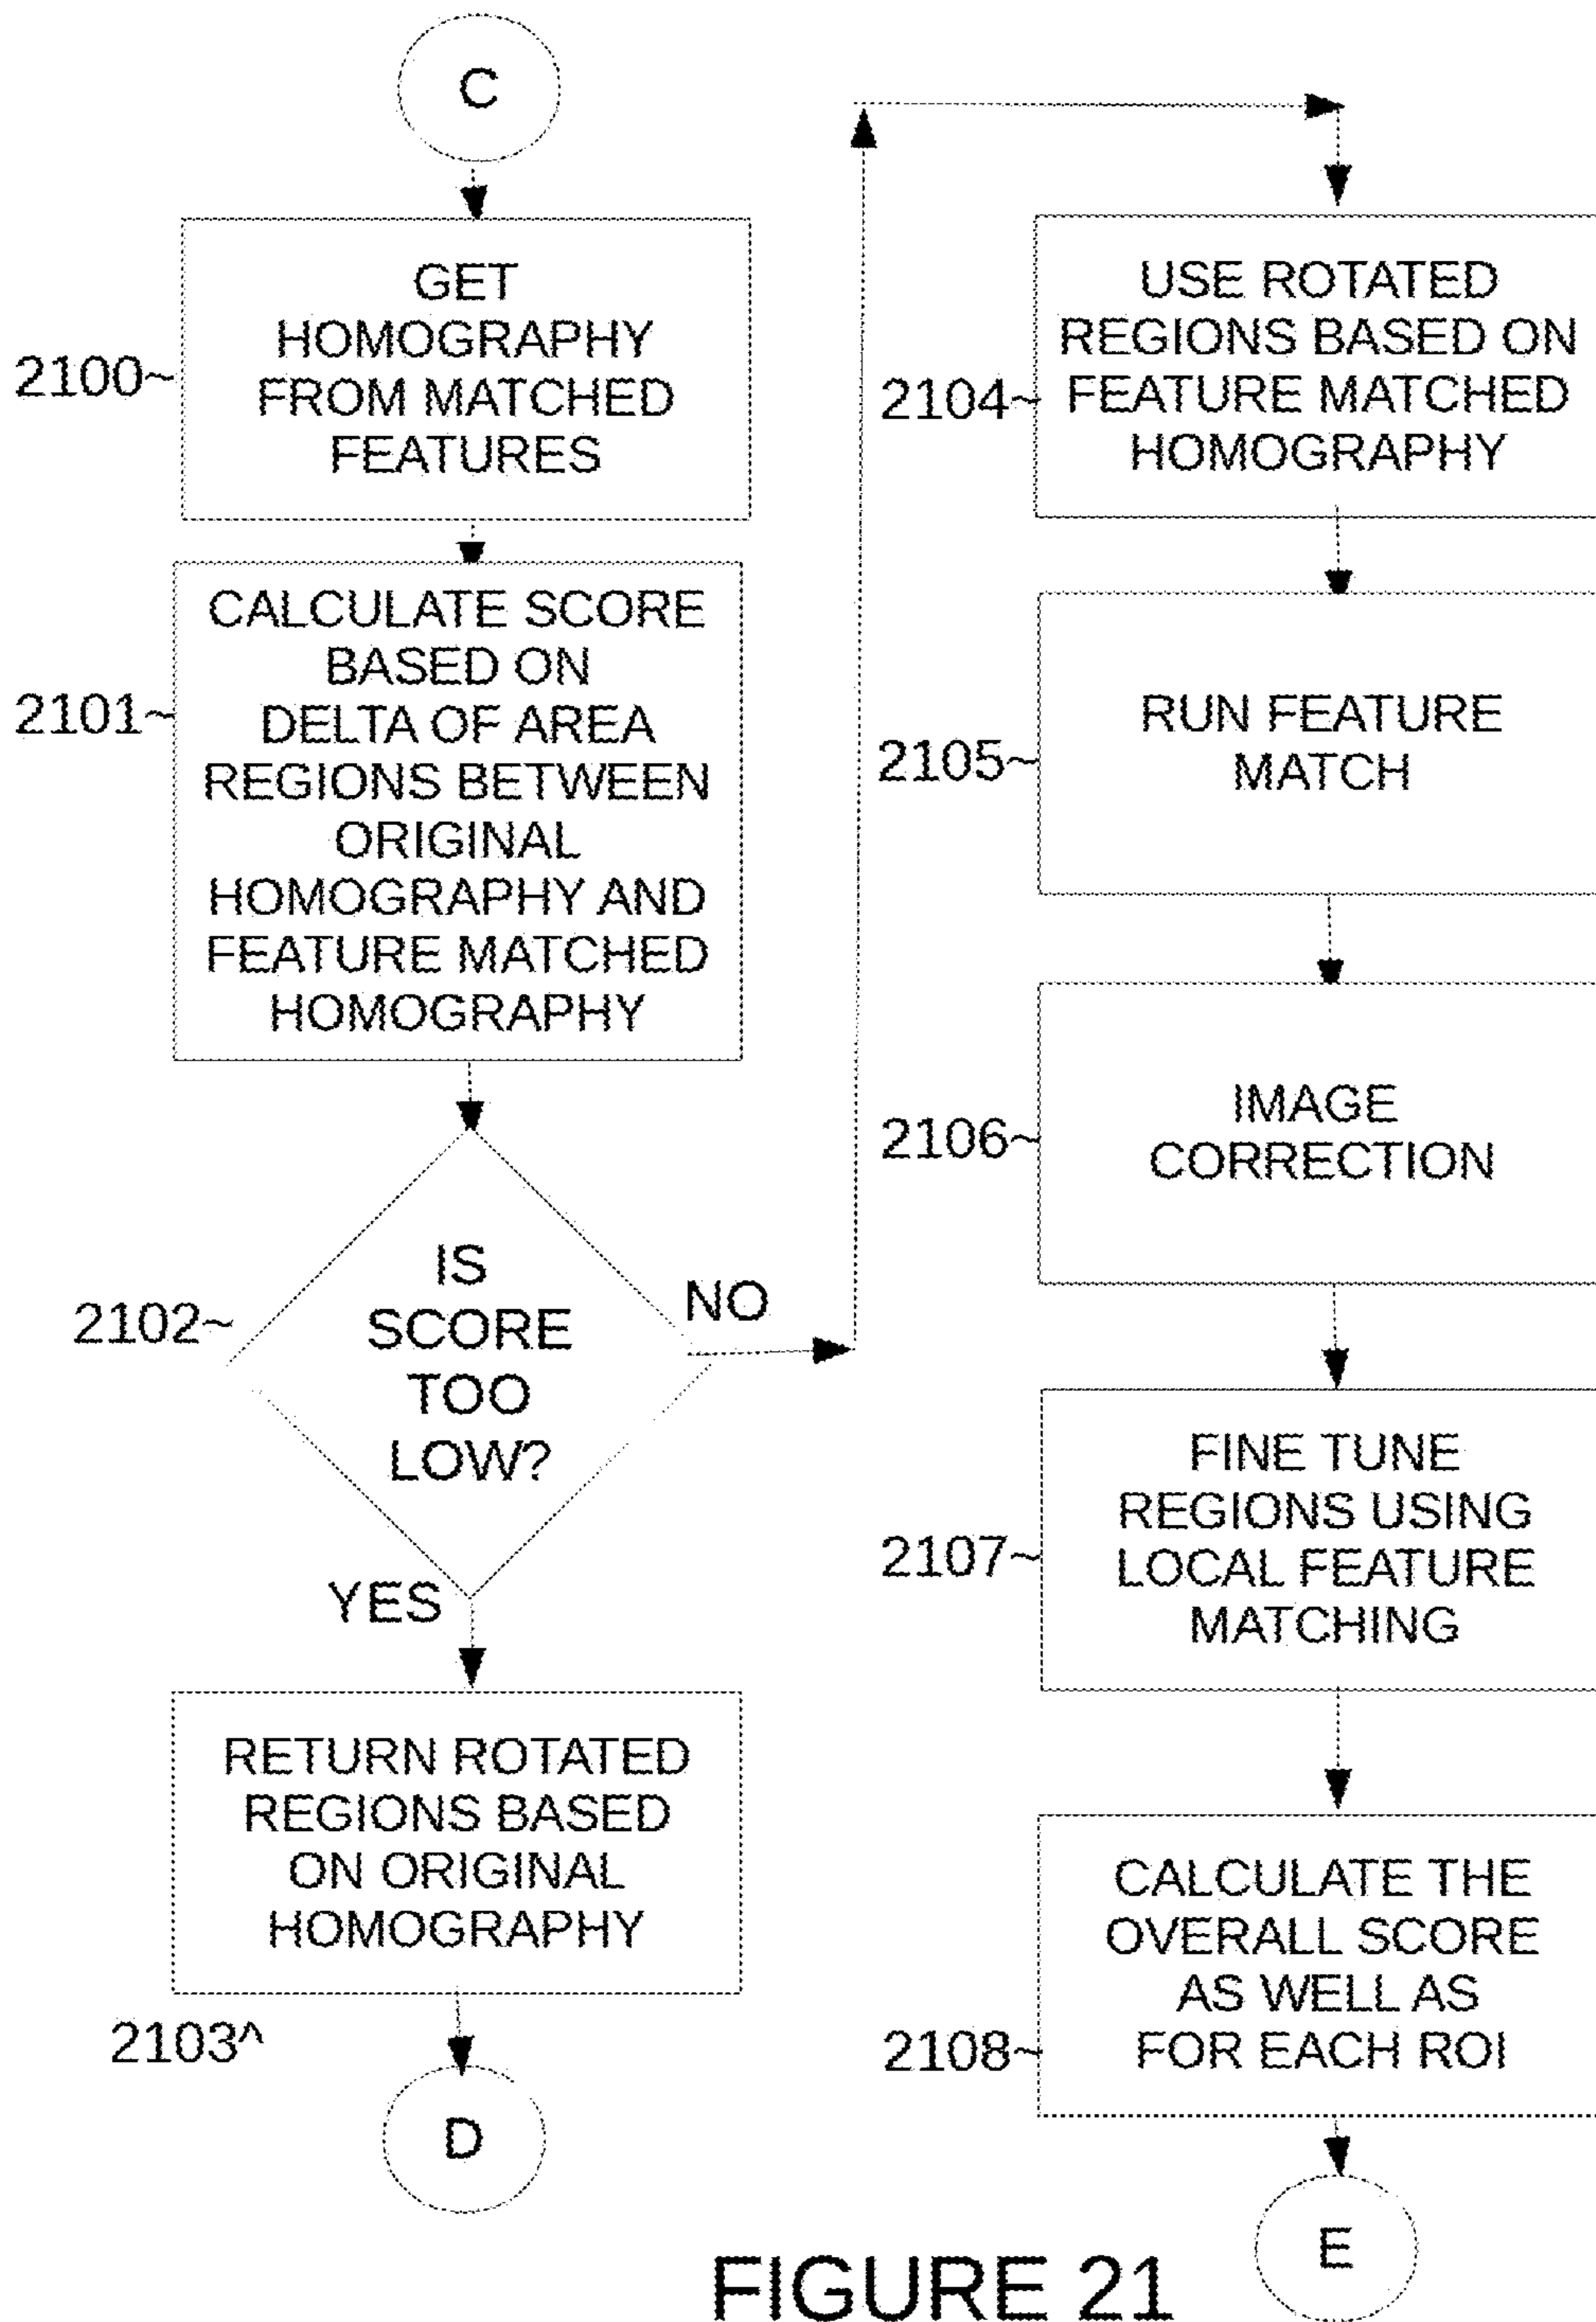 C
GET
HOMOGRAPHY
FROM MATCHED
FEATURES
2100~
CALCULATE SCORE
BASED ON
DELTA OF AREA
REGIONS BETWEEN
ORIGINAL
HOMOGRAPHY AND
FEATURE MATCHED
HOMOGRAPHY
2101~
IS
SCORE
TOO
LOW?
2102~
NO
YES
RETURN ROTATED
REGIONS BASED
ON ORIGINAL
HOMOGRAPHY
2103^
D
USE ROTATED
REGIONS BASED ON
FEATURE MATCHED
HOMOGRAPHY
2104~
RUN FEATURE
MATCH
2105~
IMAGE
CORRECTION
2106~
FINE TUNE
REGIONS USING
LOCAL FEATURE
MATCHING
2107~
CALCULATE THE
OVERALL SCORE
AS WELL AS
FOR EACH ROI
2108~
E
FIGURE 21